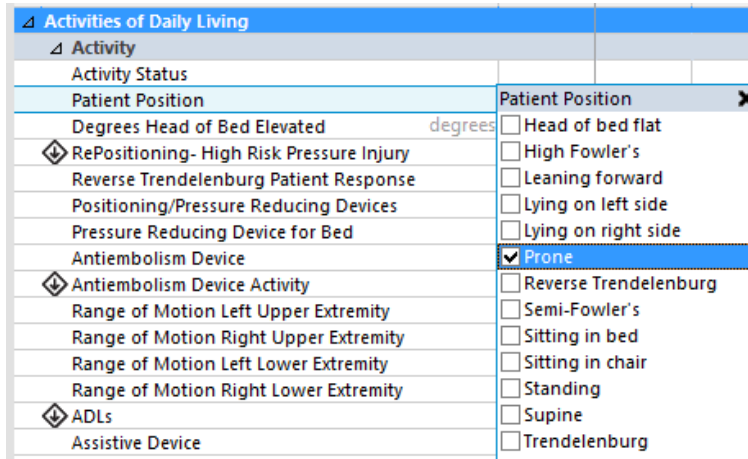 Activities of Daily Living
Activity
Activity Status
Patient Position
Degrees Head of Bed Elevated degrees
RePositioning- High Risk Pressure Injury
Reverse Trendelenburg Patient Response
Positioning/Pressure Reducing Devices
Pressure Reducing Device for Bed
Antiembolism Device
Antiembolism Device Activity
Range of Motion Left Upper Extremity
Range of Motion Right Upper Extremity
Range of Motion Left Lower Extremity
Range of Motion Right Lower Extremity
ADLs
Assistive Device
Patient Position
Head of bed flat
High Fowler's
Leaning forward
Lying on left side
Lying on right side
Prone
Reverse Trendelenburg
Semi-Fowler's
Sitting in bed
Sitting in chair
Standing
Supine
Trendelenburg